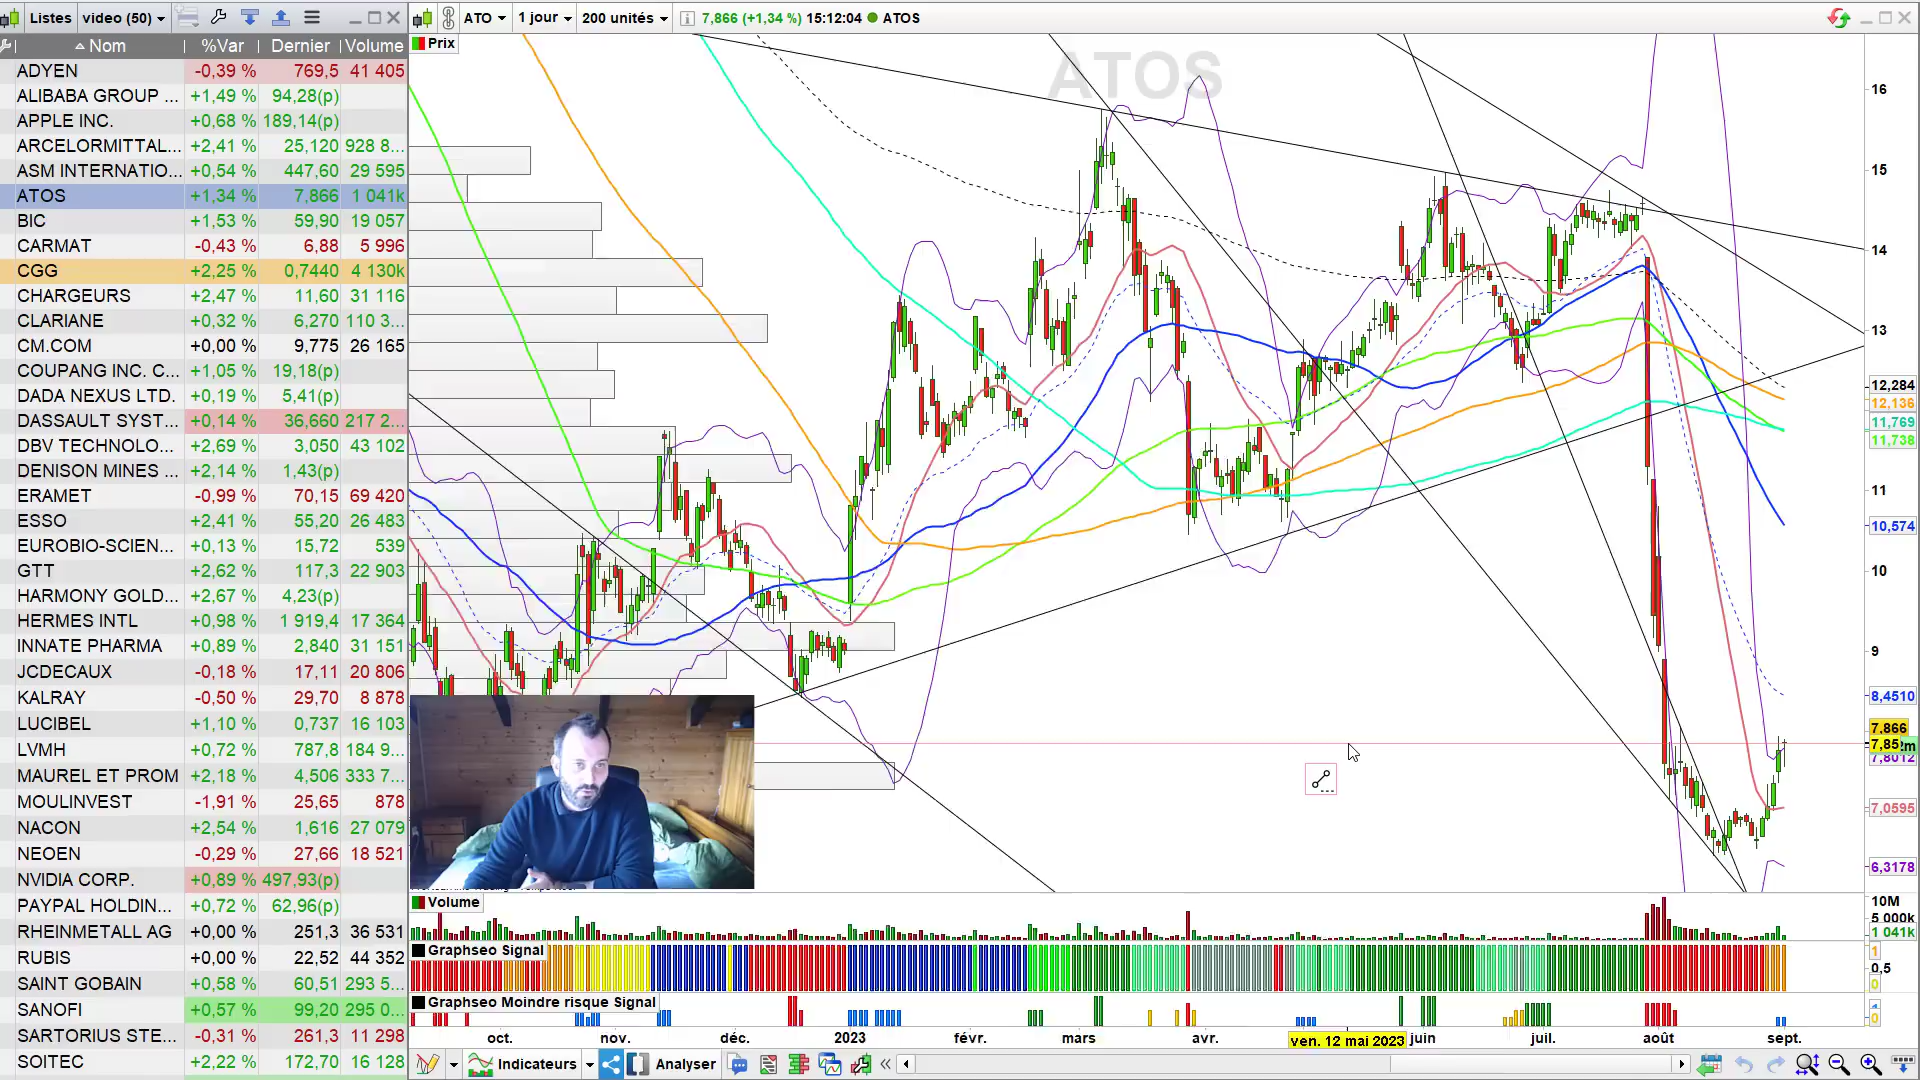 Listes video (50)
Nom %Var Dernier Volume
ADYEN -0,39 % 769,5 41 405
ALIBABA GROUP ... +1,49 % 94,28(p)
APPLE INC. +0,68 % 189,14(p)
ARCELORMITTAL... +2,41 % 25,120 928 8...
ASM INTERNATIO... +0,54 % 447,60 29 595
ATOS +1,34 % 7,866 1 041k
BIC +1,53 % 59,90 19 057
CARMAT -0,43 % 6,88 5 996
CGG +2,25 % 0,7440 4 130k
CHARGEURS +2,47 % 11,60 31 116
CLARIANE +0,32 % 6,270 110 3...
CM.COM +0,00 % 9,775 26 165
COUPANG INC. C... +1,05 % 19,18(p)
DADA NEXUS LTD. +0,19 % 5,41(p)
DASSAULT SYST... +0,14 % 36,660 217 2...
DBV TECHNOLO... +2,69 % 3,050 43 102
DENISON MINES ... +2,14 % 1,43(p)
ERAMET -0,99 % 70,15 69 420
ESSO +2,41 % 55,20 26 483
EUROBIO-SCIEN... +0,13 % 15,72 539
GTT +2,62 % 117,3 22 903
HARMONY GOLD... +2,67 % 4,23(p)
HERMES INTL +0,98 % 1 919,4 17 364
INNATE PHARMA +0,89 % 2,840 31 151
JCDECAUX -0,18 % 17,11 20 806
KALRAY -0,50 % 29,70 8 878
LUCIBEL +1,10 % 0,737 16 103
LVMH +0,72 % 787,8 184 9...
MAUREL ET PROM +2,18 % 4,506 333 7...
MOULINVEST -1,91 % 25,65 878
NACON +2,54 % 1,616 27 079
NEOEN -0,29 % 27,66 18 521
NVIDIA CORP. +0,89 % 497,93(p)
PAYPAL HOLDIN... +0,72 % 62,96(p)
RHEINMETALL AG +0,00 % 251,3 36 531
RUBIS +0,00 % 22,52 44 352
SAINT GOBAIN +0,58 % 60,51 293 5...
SANOFI +0,57 % 99,20 295 0...
SARTORIUS STE... -0,31 % 261,3 11 298
SOITEC +2,22 % 172,70 16 128
ATO 1 jour 200 unités 7,866 (+1,34 %) 15:12:04 ATOS
Prix
ATOS
16
15
14
13
12,284
12,136
11,769
11,738
11
10,574
10
9
8,4510
7,866
7,85
7,8012
7,0595
6,3178
Volume
10M
5 000k
1 041k
Graphseo Signal
1
0,5
0
Graphseo Moindre risque Signal
0
oct. nov. déc. 2023 févr. mars avr. ven. 12 mai 2023 juin juil. août sept.
Indicateurs Analyser